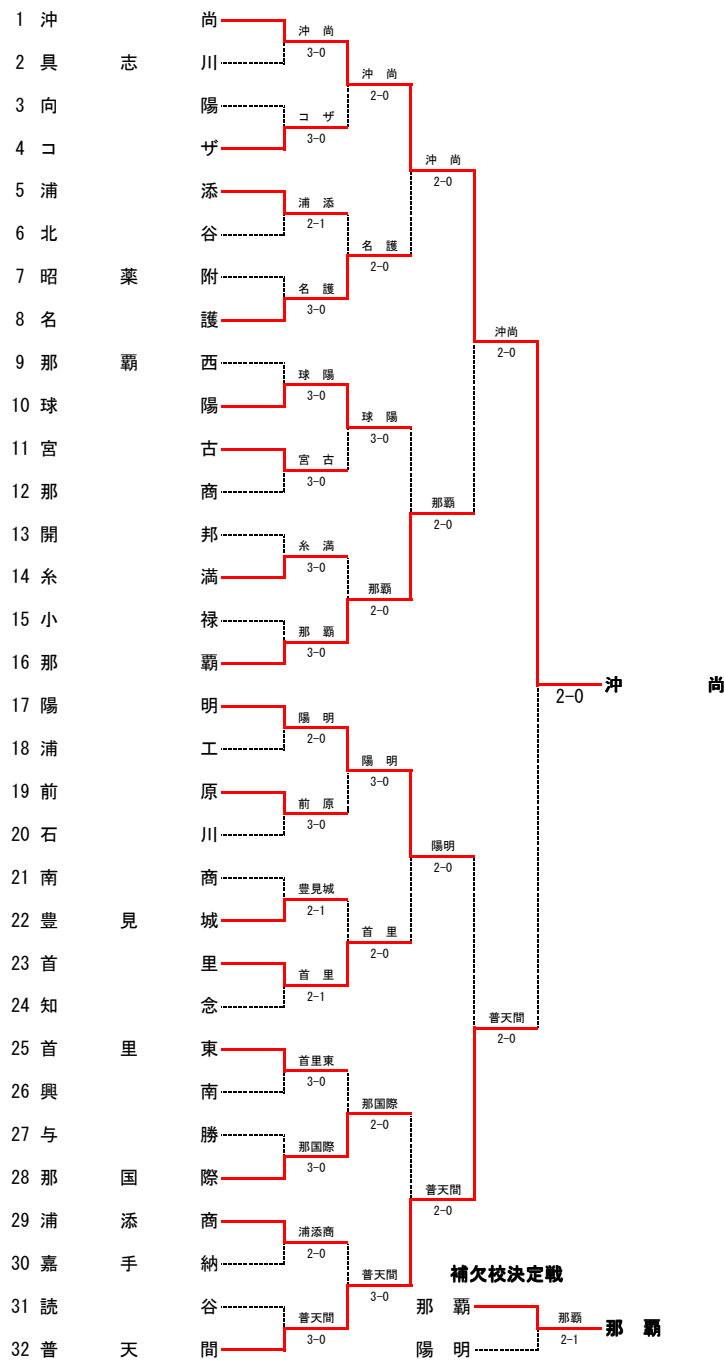 1 沖尚
沖 尚
3-0
2 具志川
沖 尚
2-0
3 向陽
コ ザ
3-0
4 コザ
沖 尚
2-0
5 浦添
浦 添
2-1
6 北谷
名 護
2-0
7 昭薬附
名 護
3-0
8 名護
沖尚
2-0
9 那覇西
球 陽
3-0
10 球陽
球 陽
3-0
11 宮古
宮 古
3-0
12 那商
那覇
2-0
13 開邦
糸 満
3-0
14 糸満
那覇
2-0
15 小禄
那 覇
3-0
16 那覇
沖尚
2-0
17 陽明
陽 明
2-0
18 浦工
陽 明
3-0
19 前原
前 原
3-0
20 石川
陽明
2-0
21 南商
豊見城
2-1
22 豊見城
首 里
2-0
23 首里
首 里
2-1
24 知念
普天間
2-0
25 首里東
首里東
3-0
26 興南
那国際
2-0
27 与勝
那国際
3-0
28 那国際
普天間
2-0
29 浦添商
浦添商
2-0
30 嘉手納
普天間
3-0
31 読谷
普天間
3-0
32 普天間
補欠校決定戦
那 覇
那覇
2-1
那 覇
陽 明